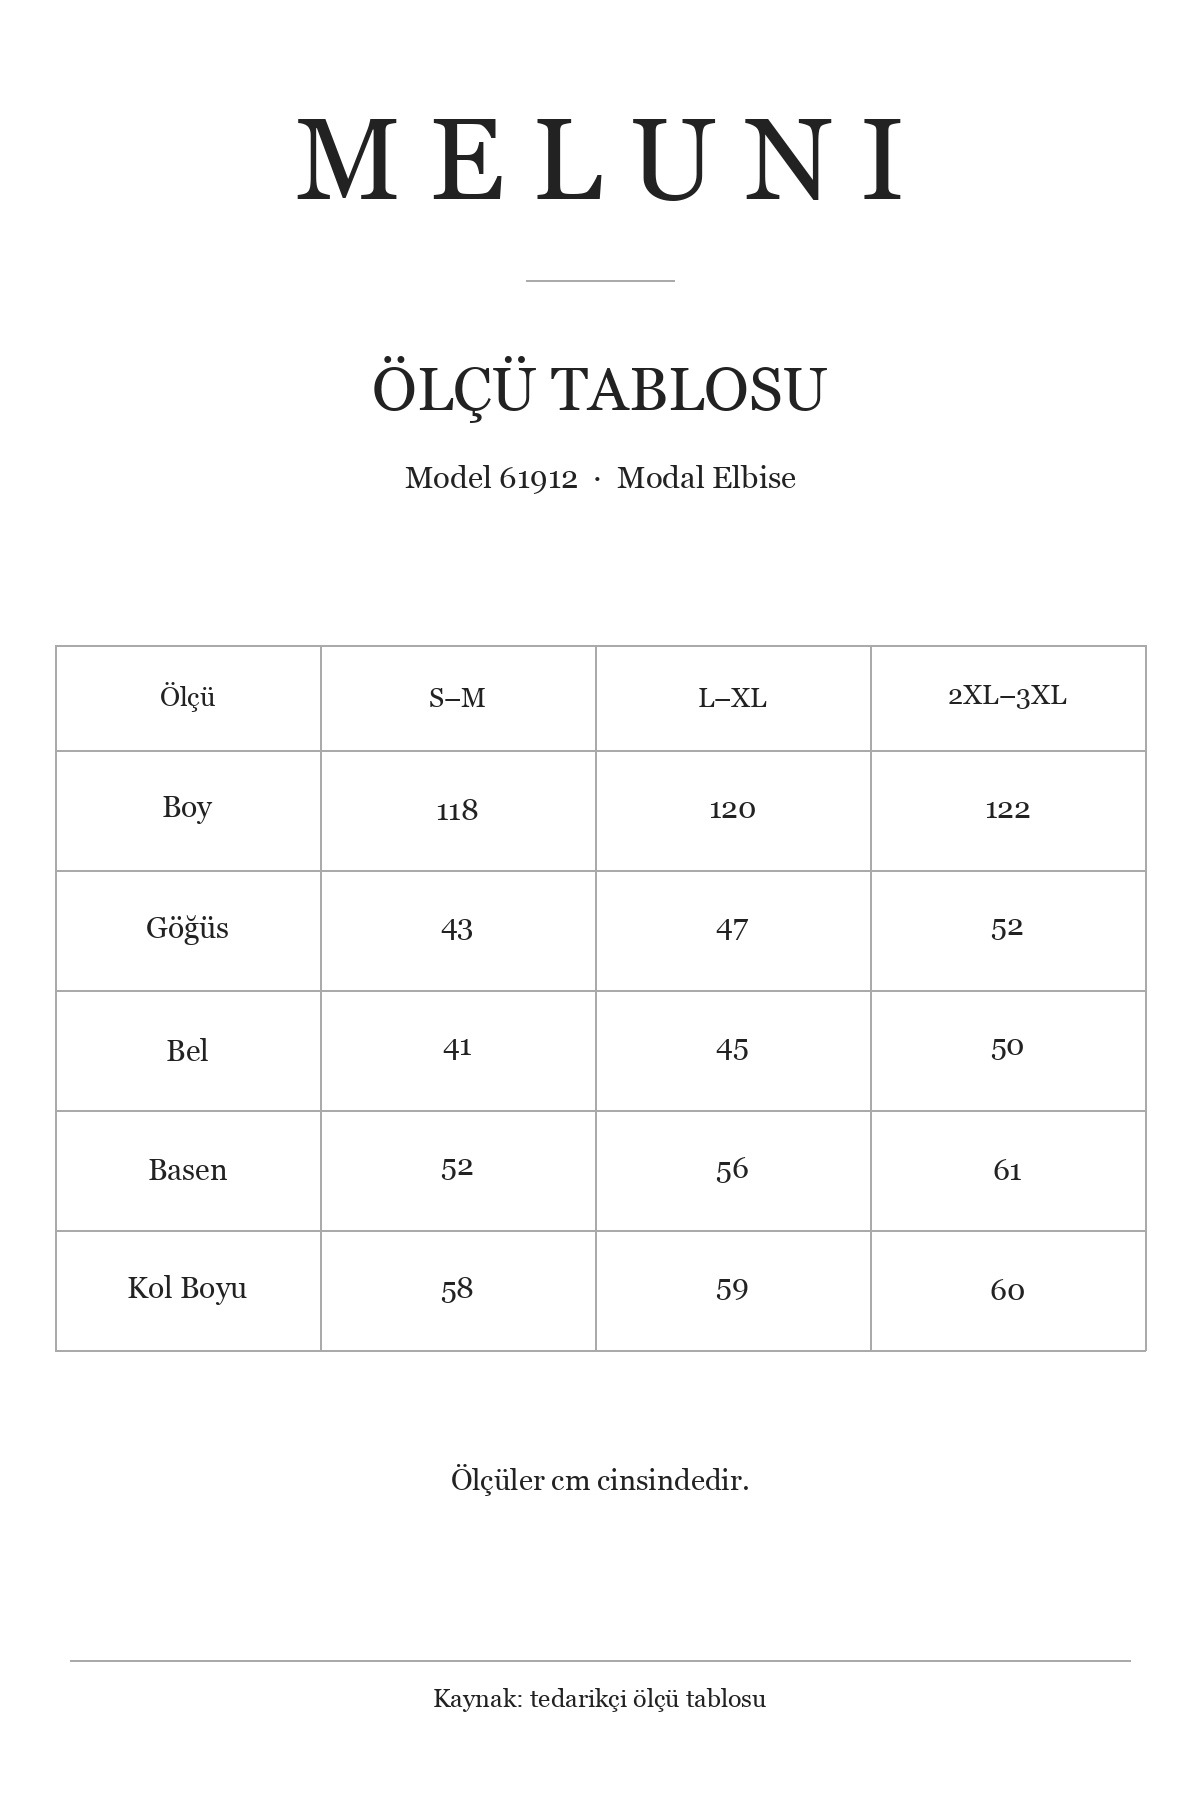 MELUNI
ÖLÇÜ TABLOSU
Model 61912 · Modal Elbise
Ölçü S–M L–XL 2XL–3XL
Boy 118 120 122
Göğüs 43 47 52
Bel 41 45 50
Basen 52 56 61
Kol Boyu 58 59 60
Ölçüler cm cinsindedir.
Kaynak: tedarikçi ölçü tablosu